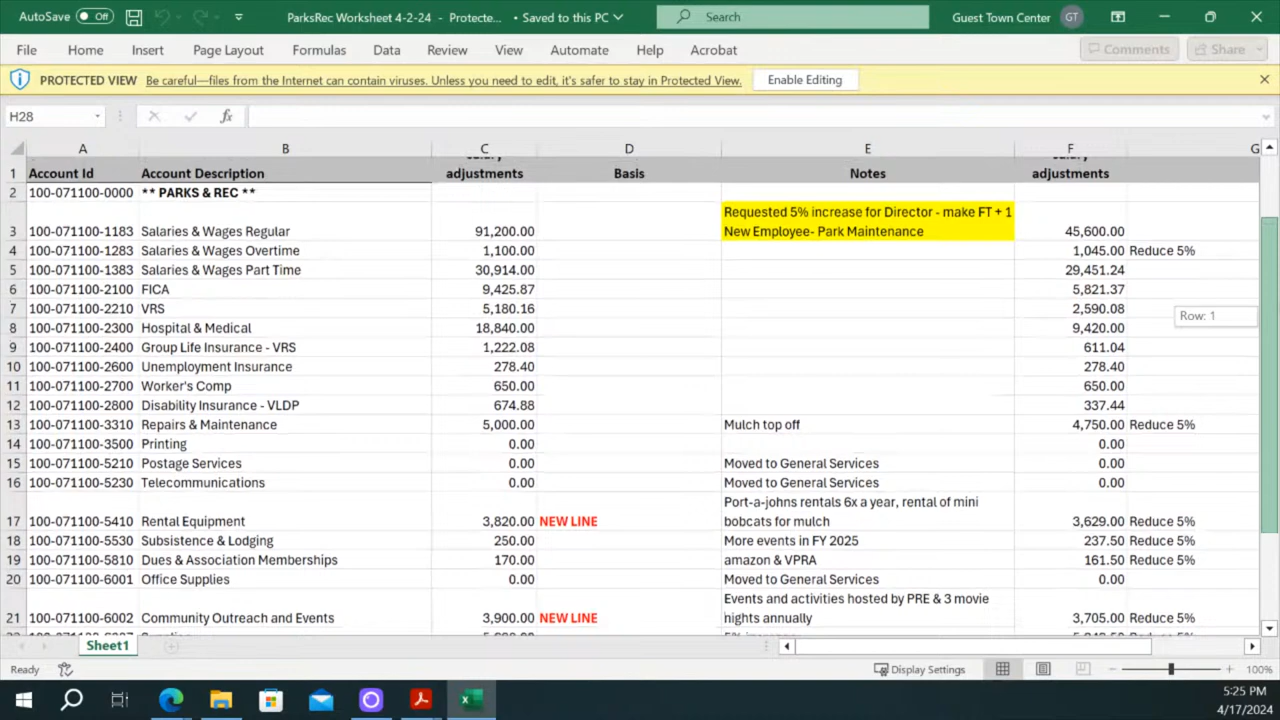 AutoSave Off ParksRec Worksheet 4-2-24 - Protecte... • Saved to this PC Search Guest Town Center GT
File Home Insert Page Layout Formulas Data Review View Automate Help Acrobat Comments Share
PROTECTED VIEW Be careful—files from the Internet can contain viruses. Unless you need to edit, it's safer to stay in Protected View. Enable Editing
H28 fx
A B C D E F G
1 Account Id Account Description adjustments Basis Notes adjustments
2 100-071100-0000 ** PARKS & REC **
Requested 5% increase for Director - make FT + 1
3 100-071100-1183 Salaries & Wages Regular 91,200.00 New Employee- Park Maintenance 45,600.00
4 100-071100-1283 Salaries & Wages Overtime 1,100.00 1,045.00 Reduce 5%
5 100-071100-1383 Salaries & Wages Part Time 30,914.00 29,451.24
6 100-071100-2100 FICA 9,425.87 5,821.37
7 100-071100-2210 VRS 5,180.16 2,590.08 Row: 1
8 100-071100-2300 Hospital & Medical 18,840.00 9,420.00
9 100-071100-2400 Group Life Insurance - VRS 1,222.08 611.04
10 100-071100-2600 Unemployment Insurance 278.40 278.40
11 100-071100-2700 Worker's Comp 650.00 650.00
12 100-071100-2800 Disability Insurance - VLDP 674.88 337.44
13 100-071100-3310 Repairs & Maintenance 5,000.00 Mulch top off 4,750.00 Reduce 5%
14 100-071100-3500 Printing 0.00 0.00
15 100-071100-5210 Postage Services 0.00 Moved to General Services 0.00
16 100-071100-5230 Telecommunications 0.00 Moved to General Services 0.00
Port-a-johns rentals 6x a year, rental of mini
17 100-071100-5410 Rental Equipment 3,820.00 NEW LINE bobcats for mulch 3,629.00 Reduce 5%
18 100-071100-5530 Subsistence & Lodging 250.00 More events in FY 2025 237.50 Reduce 5%
19 100-071100-5810 Dues & Association Memberships 170.00 amazon & VPRA 161.50 Reduce 5%
20 100-071100-6001 Office Supplies 0.00 Moved to General Services 0.00
Events and activities hosted by PRE & 3 movie
21 100-071100-6002 Community Outreach and Events 3,900.00 NEW LINE nights annually 3,705.00 Reduce 5%
Sheet1
Ready Display Settings 100%
5:25 PM
4/17/2024